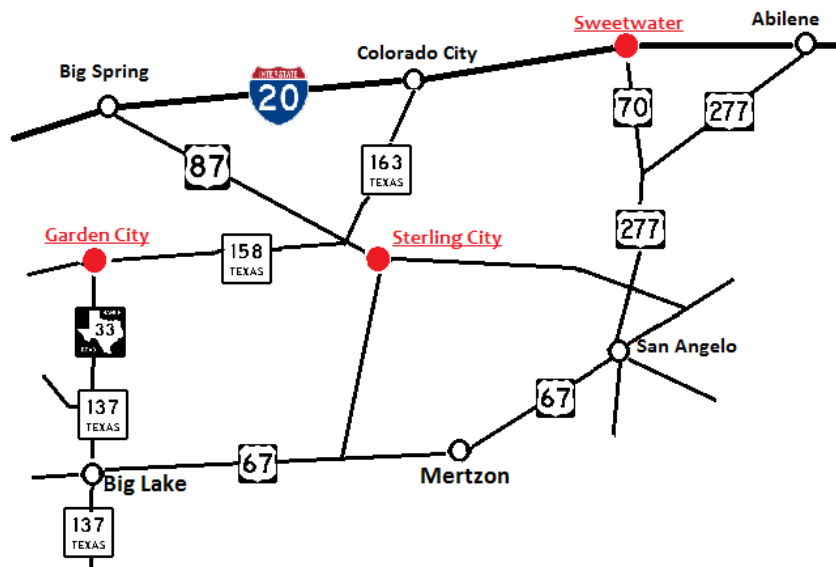 Sweetwater
Abilene
Colorado City
Big Spring
INTERSTATE
20
70
277
87
163
TEXAS
277
Garden City
Sterling City
158
TEXAS
33
San Angelo
137
TEXAS
67
67
Mertzon
Big Lake
137
TEXAS